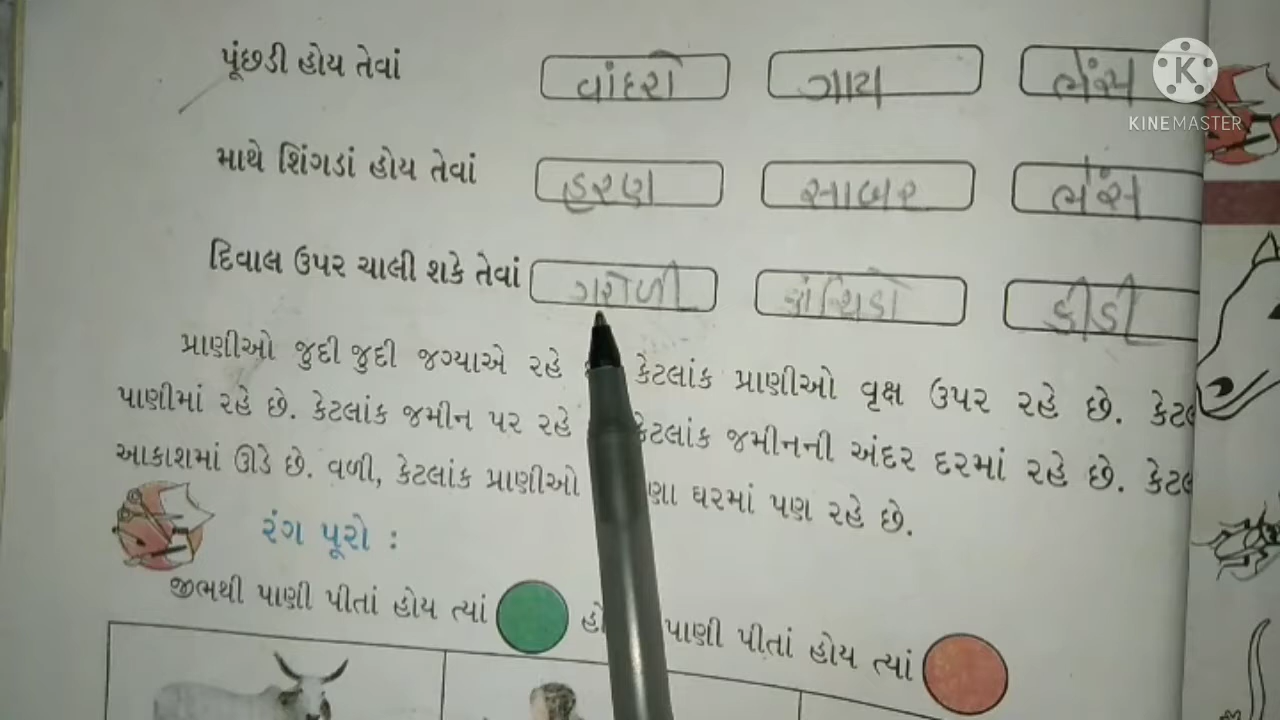 પૂંછડી હોય તેવાં વાંદરો ગાય ભેંસ
માથે શિંગડાં હોય તેવાં હરણ સાબર ભેંસ
દિવાલ ઉપર ચાલી શકે તેવાં ગરોળી કાંચિડો કીડી
પ્રાણીઓ જુદી જુદી જગ્યાએ રહે કેટલાંક પ્રાણીઓ વૃક્ષ ઉપર રહે છે.
પાણીમાં રહે છે. કેટલાંક જમીન પર રહે જમીનની અંદર દરમાં રહે છે.
આકાશમાં ઊડે છે. વળી, કેટલાંક પ્રાણીઓ ઘરમાં પણ રહે છે.
રંગ પૂરો :
જીભથી પાણી પીતાં હોય ત્યાં પાણી પીતાં હોય ત્યાં
KINEMASTER